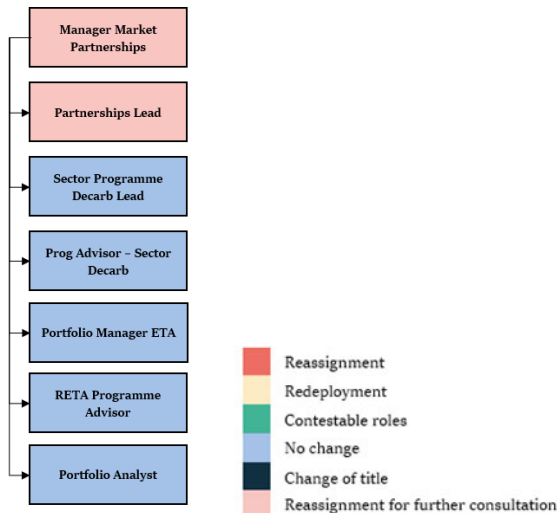 Manager Market
Partnerships
Partnerships Lead
Sector Programme
Decarb Lead
Prog Advisor – Sector
Decarb
Portfolio Manager ETA
RETA Programme
Advisor
Portfolio Analyst
Reassignment
Redeployment
Contestable roles
No change
Change of title
Reassignment for further consultation